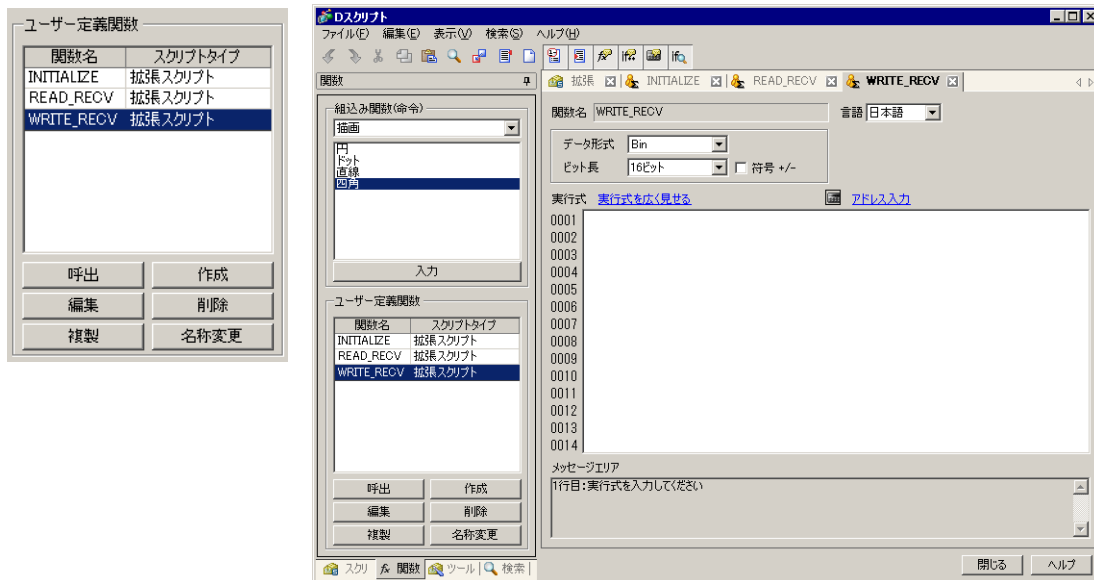 ユーザー定義関数
関数名 スクリプトタイプ
INITIALIZE 拡張スクリプト
READ_RECV 拡張スクリプト
WRITE_RECV 拡張スクリプト
呼出 作成
編集 削除
複製 名称変更
Dスクリプト
ファイル(F) 編集(E) 表示(V) 検索(S) ヘルプ(H)
関数
組込み関数(命令)
描画
円
ドット
直線
四角
入力
ユーザー定義関数
関数名 スクリプトタイプ
INITIALIZE 拡張スクリプト
READ_RECV 拡張スクリプト
WRITE_RECV 拡張スクリプト
呼出 作成
編集 削除
複製 名称変更
スクリ fx 関数 ツール 検索
拡張 INITIALIZE READ_RECV WRITE_RECV
関数名 WRITE_RECV 言語 日本語
データ形式 Bin
ビット長 16ビット 符号 +/-
実行式 実行式を広く見せる アドレス入力
0001
0002
0003
0004
0005
0006
0007
0008
0009
0010
0011
0012
0013
0014
メッセージエリア
1行目:実行式を入力してください
閉じる ヘルプ